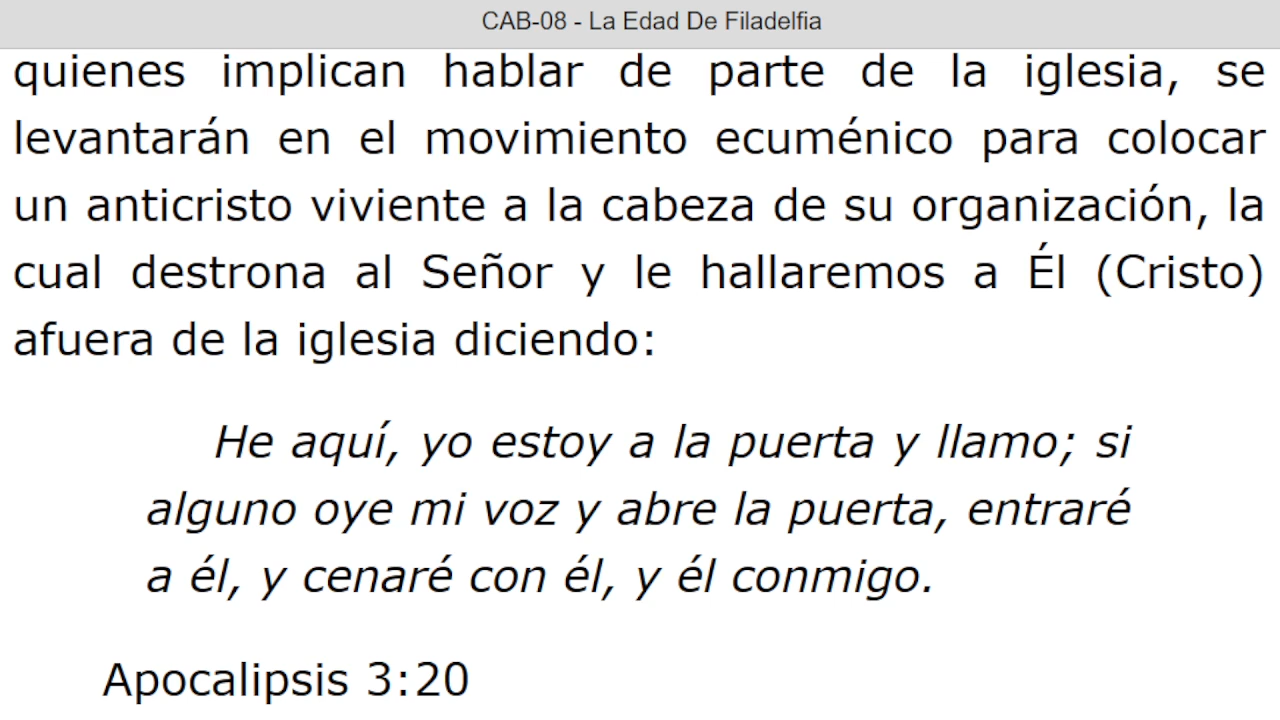 CAB-08 - La Edad De Filadelfia
quienes implican hablar de parte de la iglesia, se
levantarán en el movimiento ecuménico para colocar
un anticristo viviente a la cabeza de su organización, la
cual destrona al Señor y le hallaremos a Él (Cristo)
afuera de la iglesia diciendo:
He aquí, yo estoy a la puerta y llamo; si
alguno oye mi voz y abre la puerta, entraré
a él, y cenaré con él, y él conmigo.
Apocalipsis 3:20